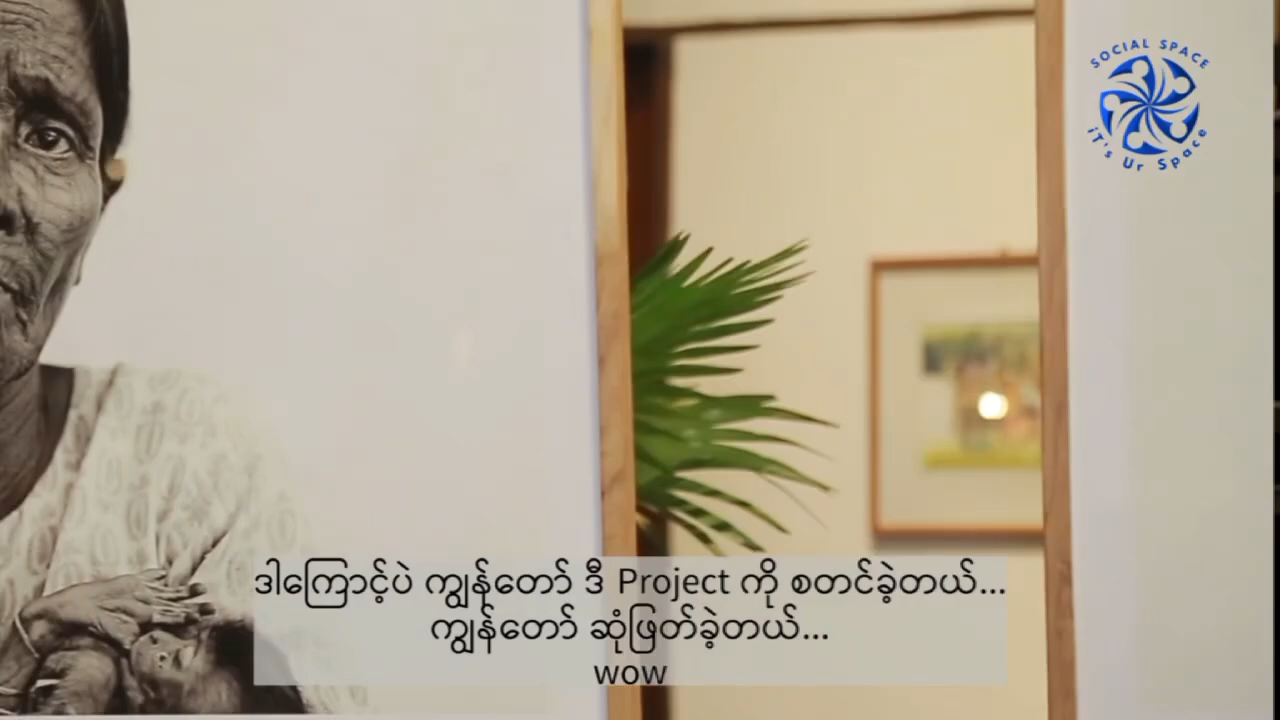 SOCIAL SPACE
iT's Ur Space
ဒါကြောင့်ပဲ ကျွန်တော် ဒီ Project ကို စတင်ခဲ့တယ်...
ကျွန်တော် ဆုံဖြတ်ခဲ့တယ်...
wow